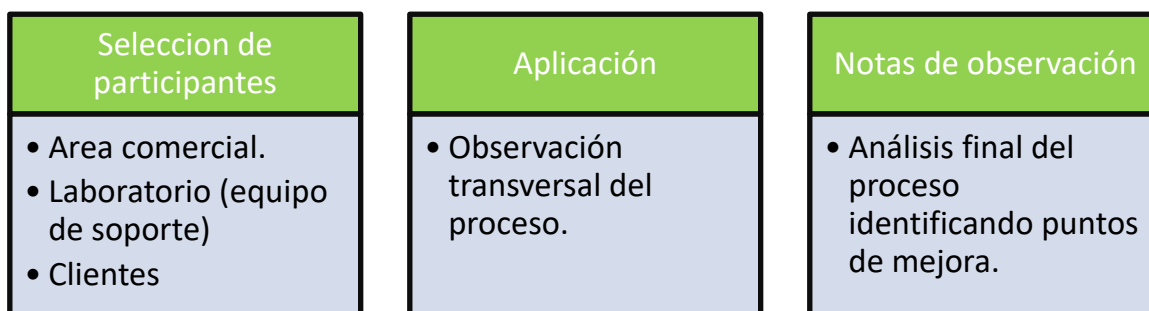 Seleccion de
participantes
• Area comercial.
• Laboratorio (equipo
de soporte)
• Clientes
Aplicación
• Observación
transversal del
proceso.
Notas de observación
• Análisis final del
proceso
identificando puntos
de mejora.